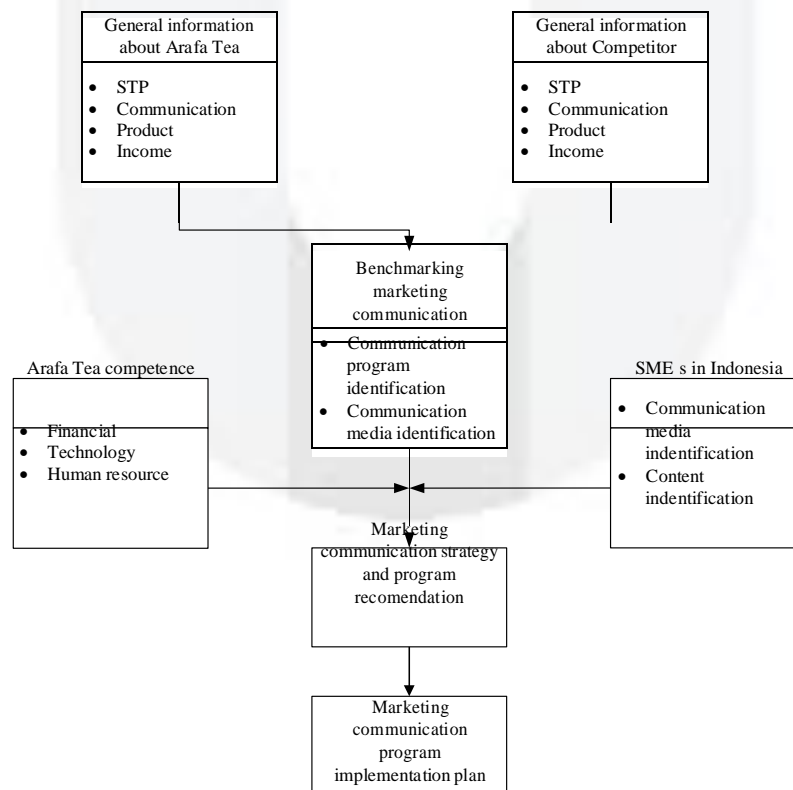 General information
about Arafa Tea
• STP
• Communication
• Product
• Income
General information
about Competitor
• STP
• Communication
• Product
• Income
Benchmarking
marketing
communication
• Communication
program
identification
• Communication
media identification
Arafa Tea competence
• Financial
• Technology
• Human resource
SME s in Indonesia
• Communication
media
indentification
• Content
indentification
Marketing
communication strategy
and program
recomendation
Marketing
communication
program
implementation plan